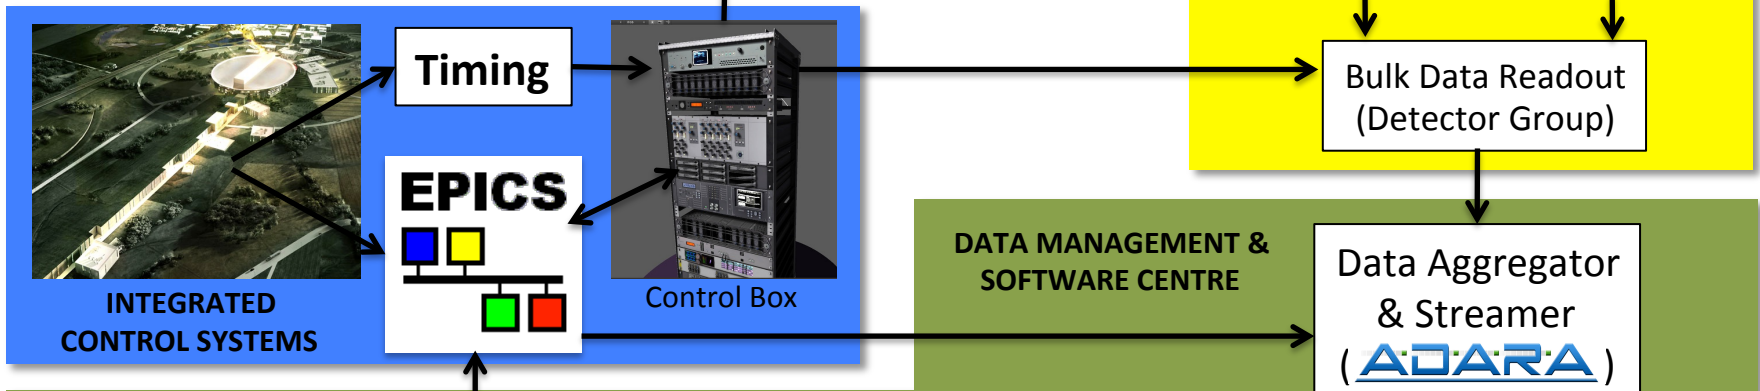 Timing
EPICS
INTEGRATED
CONTROL SYSTEMS
Control Box
Bulk Data Readout
(Detector Group)
DATA MANAGEMENT &
SOFTWARE CENTRE
Data Aggregator
& Streamer
(ADARA)